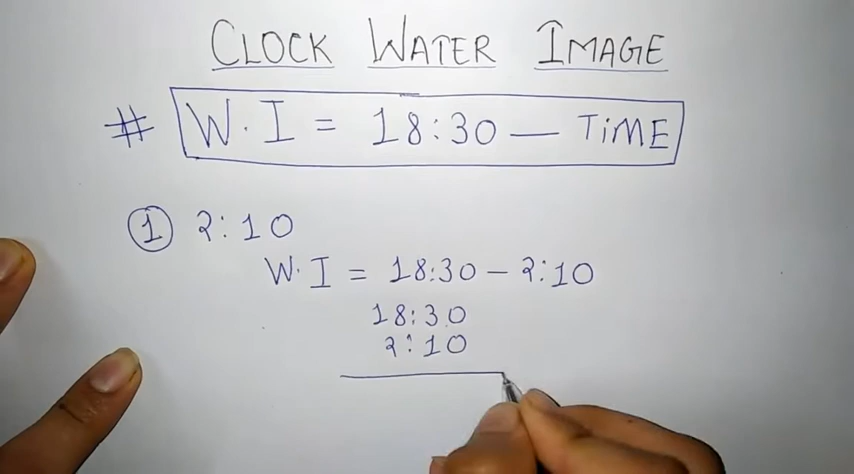 CLOCK WATER IMAGE
# W.I = 18:30 — TiME
① 2:10
W.I = 18:30 – 2:10
18:30
2:10